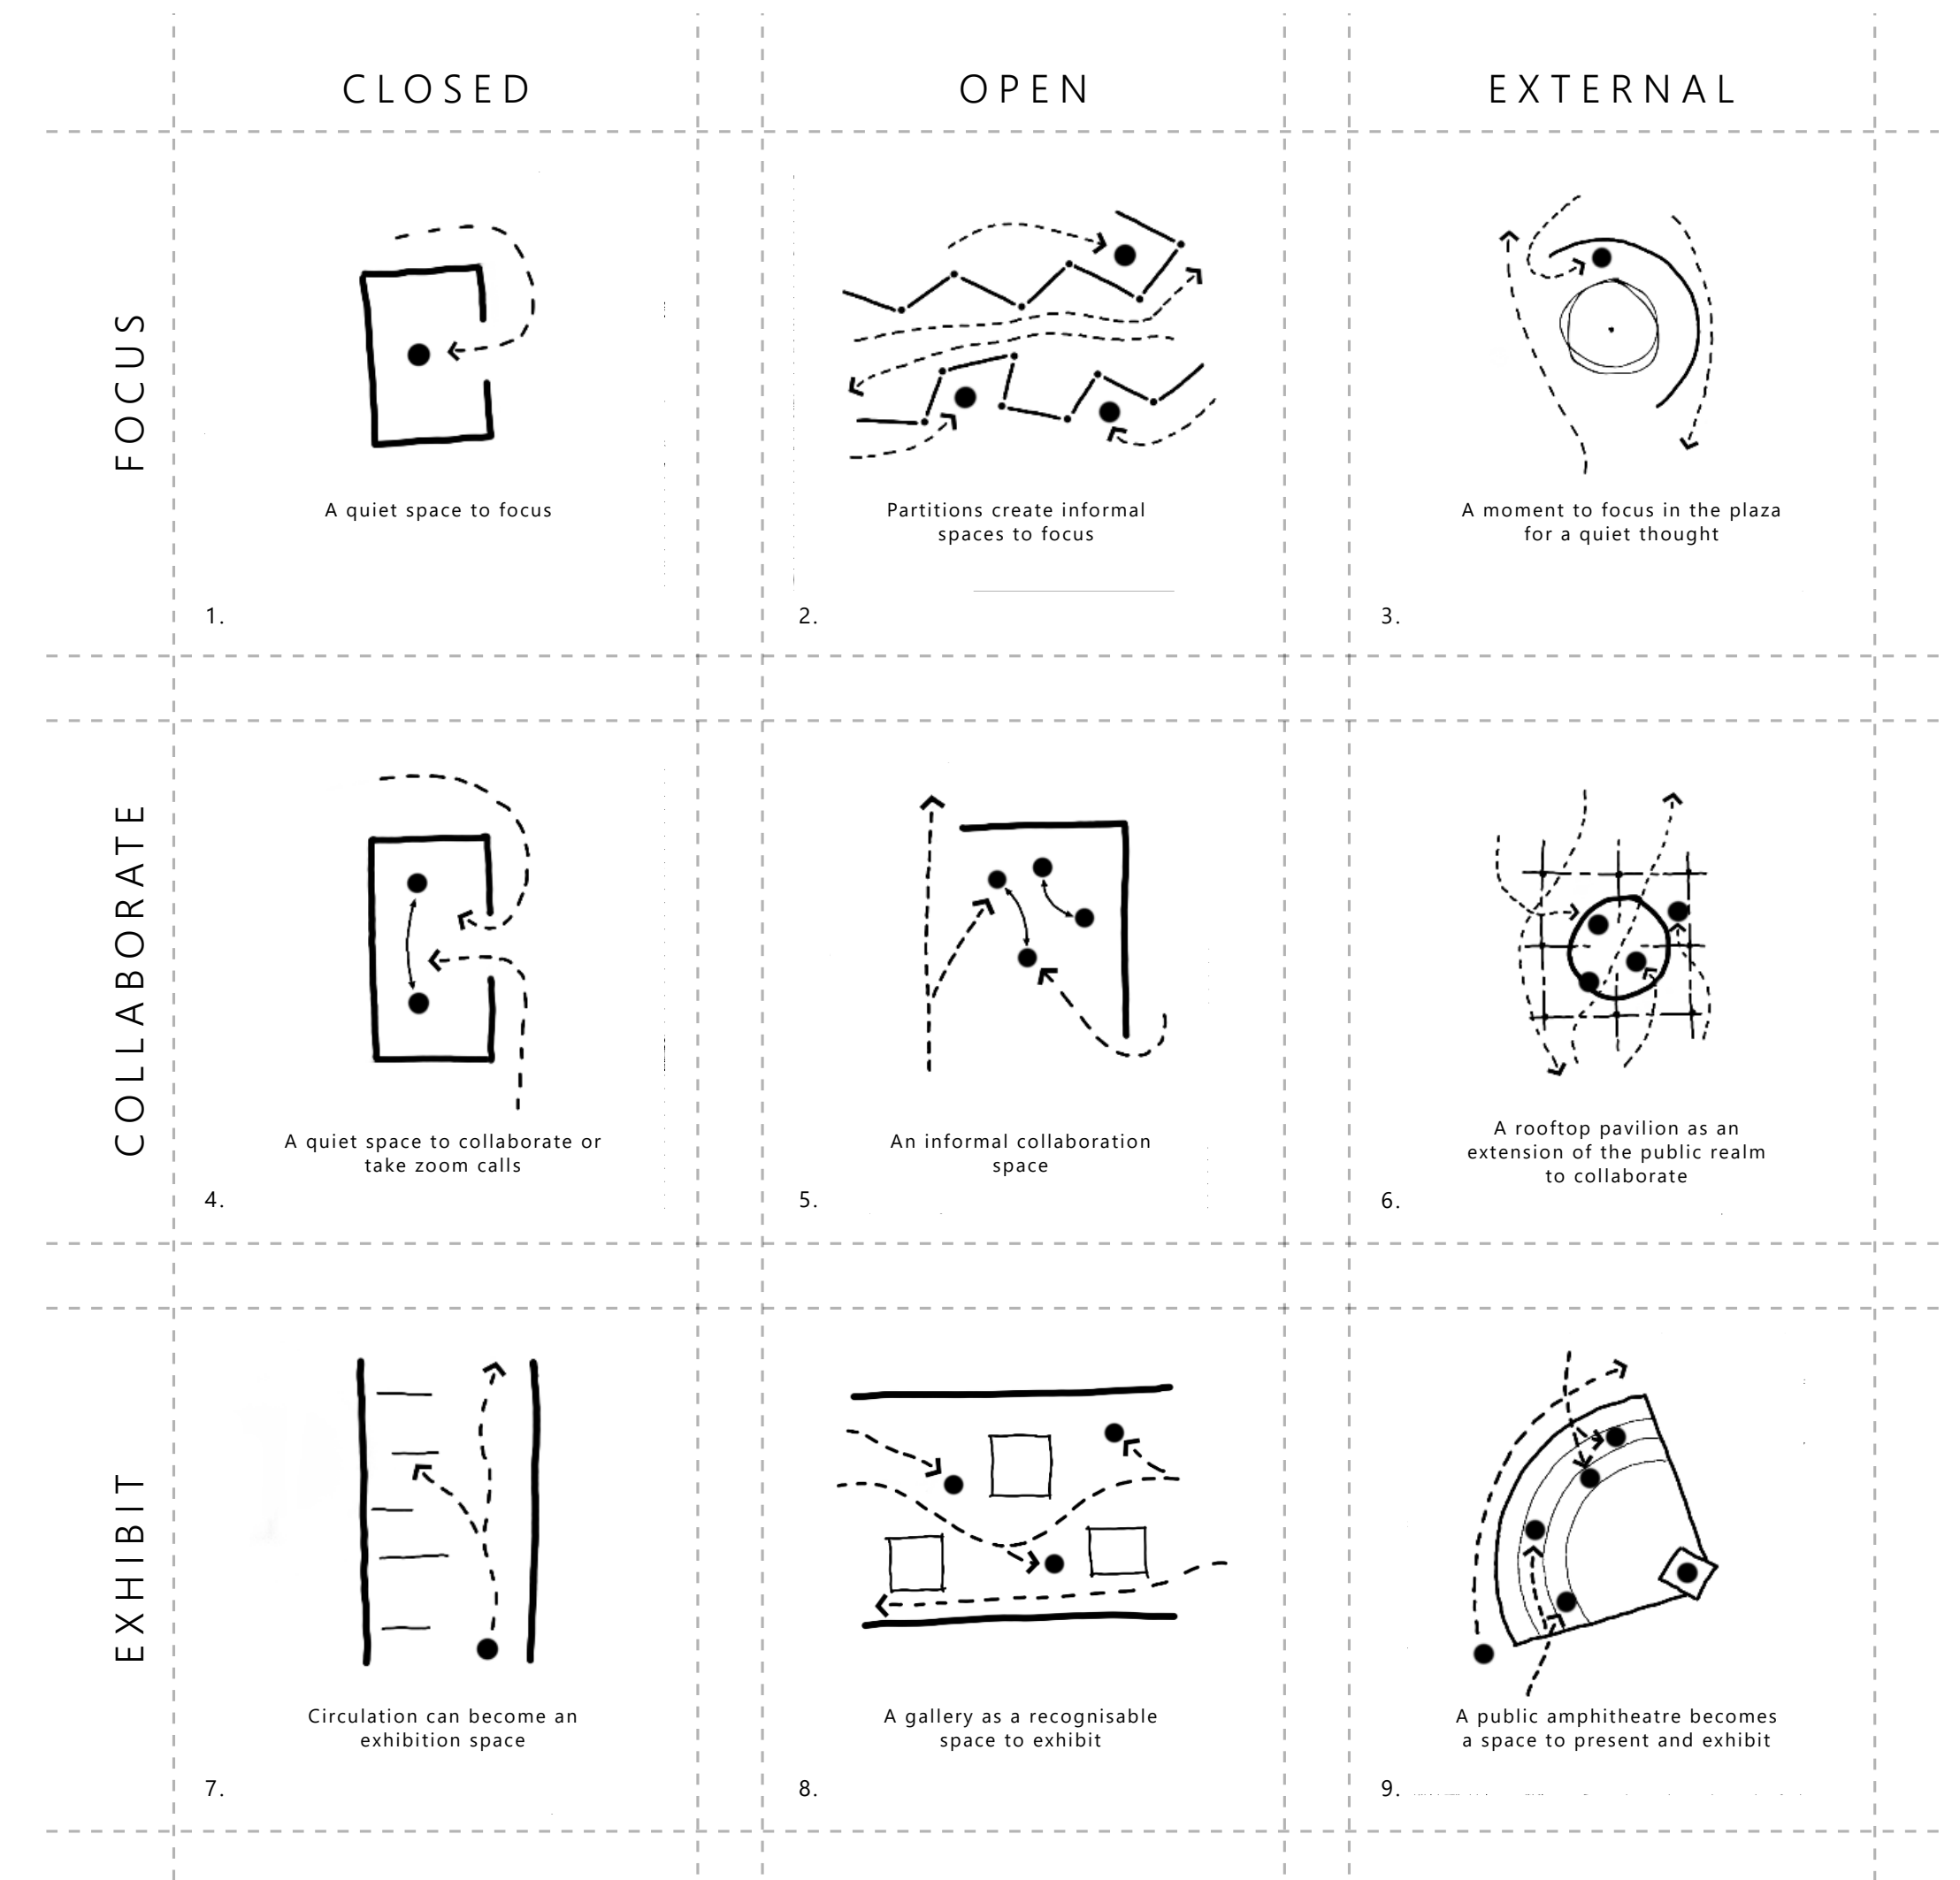 CLOSED
OPEN
EXTERNAL
FOCUS
A quiet space to focus
1.
Partitions create informal
spaces to focus
2.
A moment to focus in the plaza
for a quiet thought
3.
COLLABORATE
A quiet space to collaborate or
take zoom calls
4.
An informal collaboration
space
5.
A rooftop pavilion as an
extension of the public realm
to collaborate
6.
EXHIBIT
Circulation can become an
exhibition space
7.
A gallery as a recognisable
space to exhibit
8.
A public amphitheatre becomes
a space to present and exhibit
9.